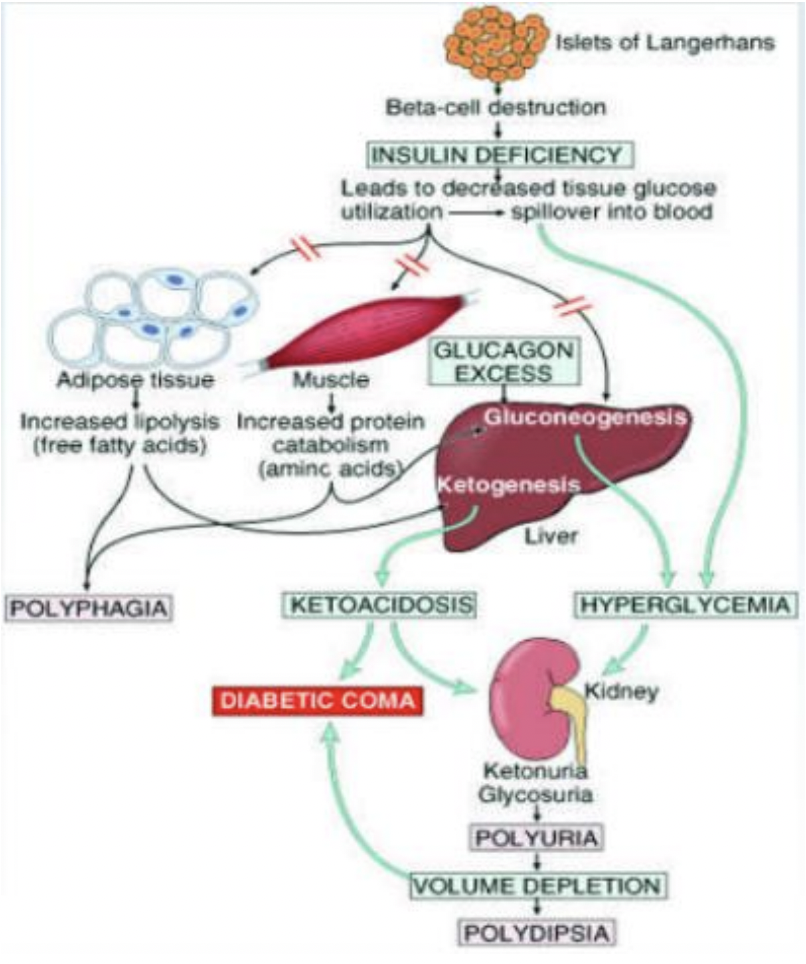 Islets of Langerhans
Beta-cell destruction
INSULIN DEFICIENCY
Leads to decreased tissue glucose
utilization
spillover into blood
GLUCAGON
EXCESS
Adipose tissue
Muscle
Increased lipolysis
(free fatty acids)
Increased protein
catabolism
(aminc acids)
Gluconeogenesis
Ketogenesis
Liver
POLYPHAGIA
KETOACIDOSIS
HYPERGLYCEMIA
DIABETIC COMA
Kidney
Ketonuria
Glycosuria
POLYURIA
VOLUME DEPLETION
POLYDIPSIA